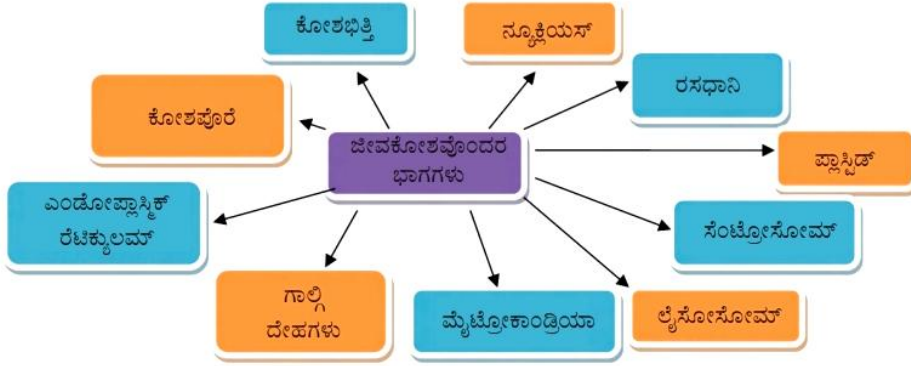 ಕೋಶಭಿತ್ತಿ
ನ್ಯೂಕ್ಲಿಯಸ್
ರಸಧಾನಿ
ಕೋಶಪೊರೆ
ಜೀವಕೋಶವೊಂದರ
ಭಾಗಗಳು
ಪ್ಲಾಸ್ಟಿಡ್
ಎಂಡೋಪ್ಲಾಸ್ಮಿಕ್
ರೆಟಿಕ್ಯುಲಮ್
ಸೆಂಟ್ರೋಸೋಮ್
ಗಾಲ್ಗಿ
ದೇಹಗಳು
ಮೈಟ್ರೋಕಾಂಡ್ರಿಯಾ
ಲೈಸೋಸೋಮ್